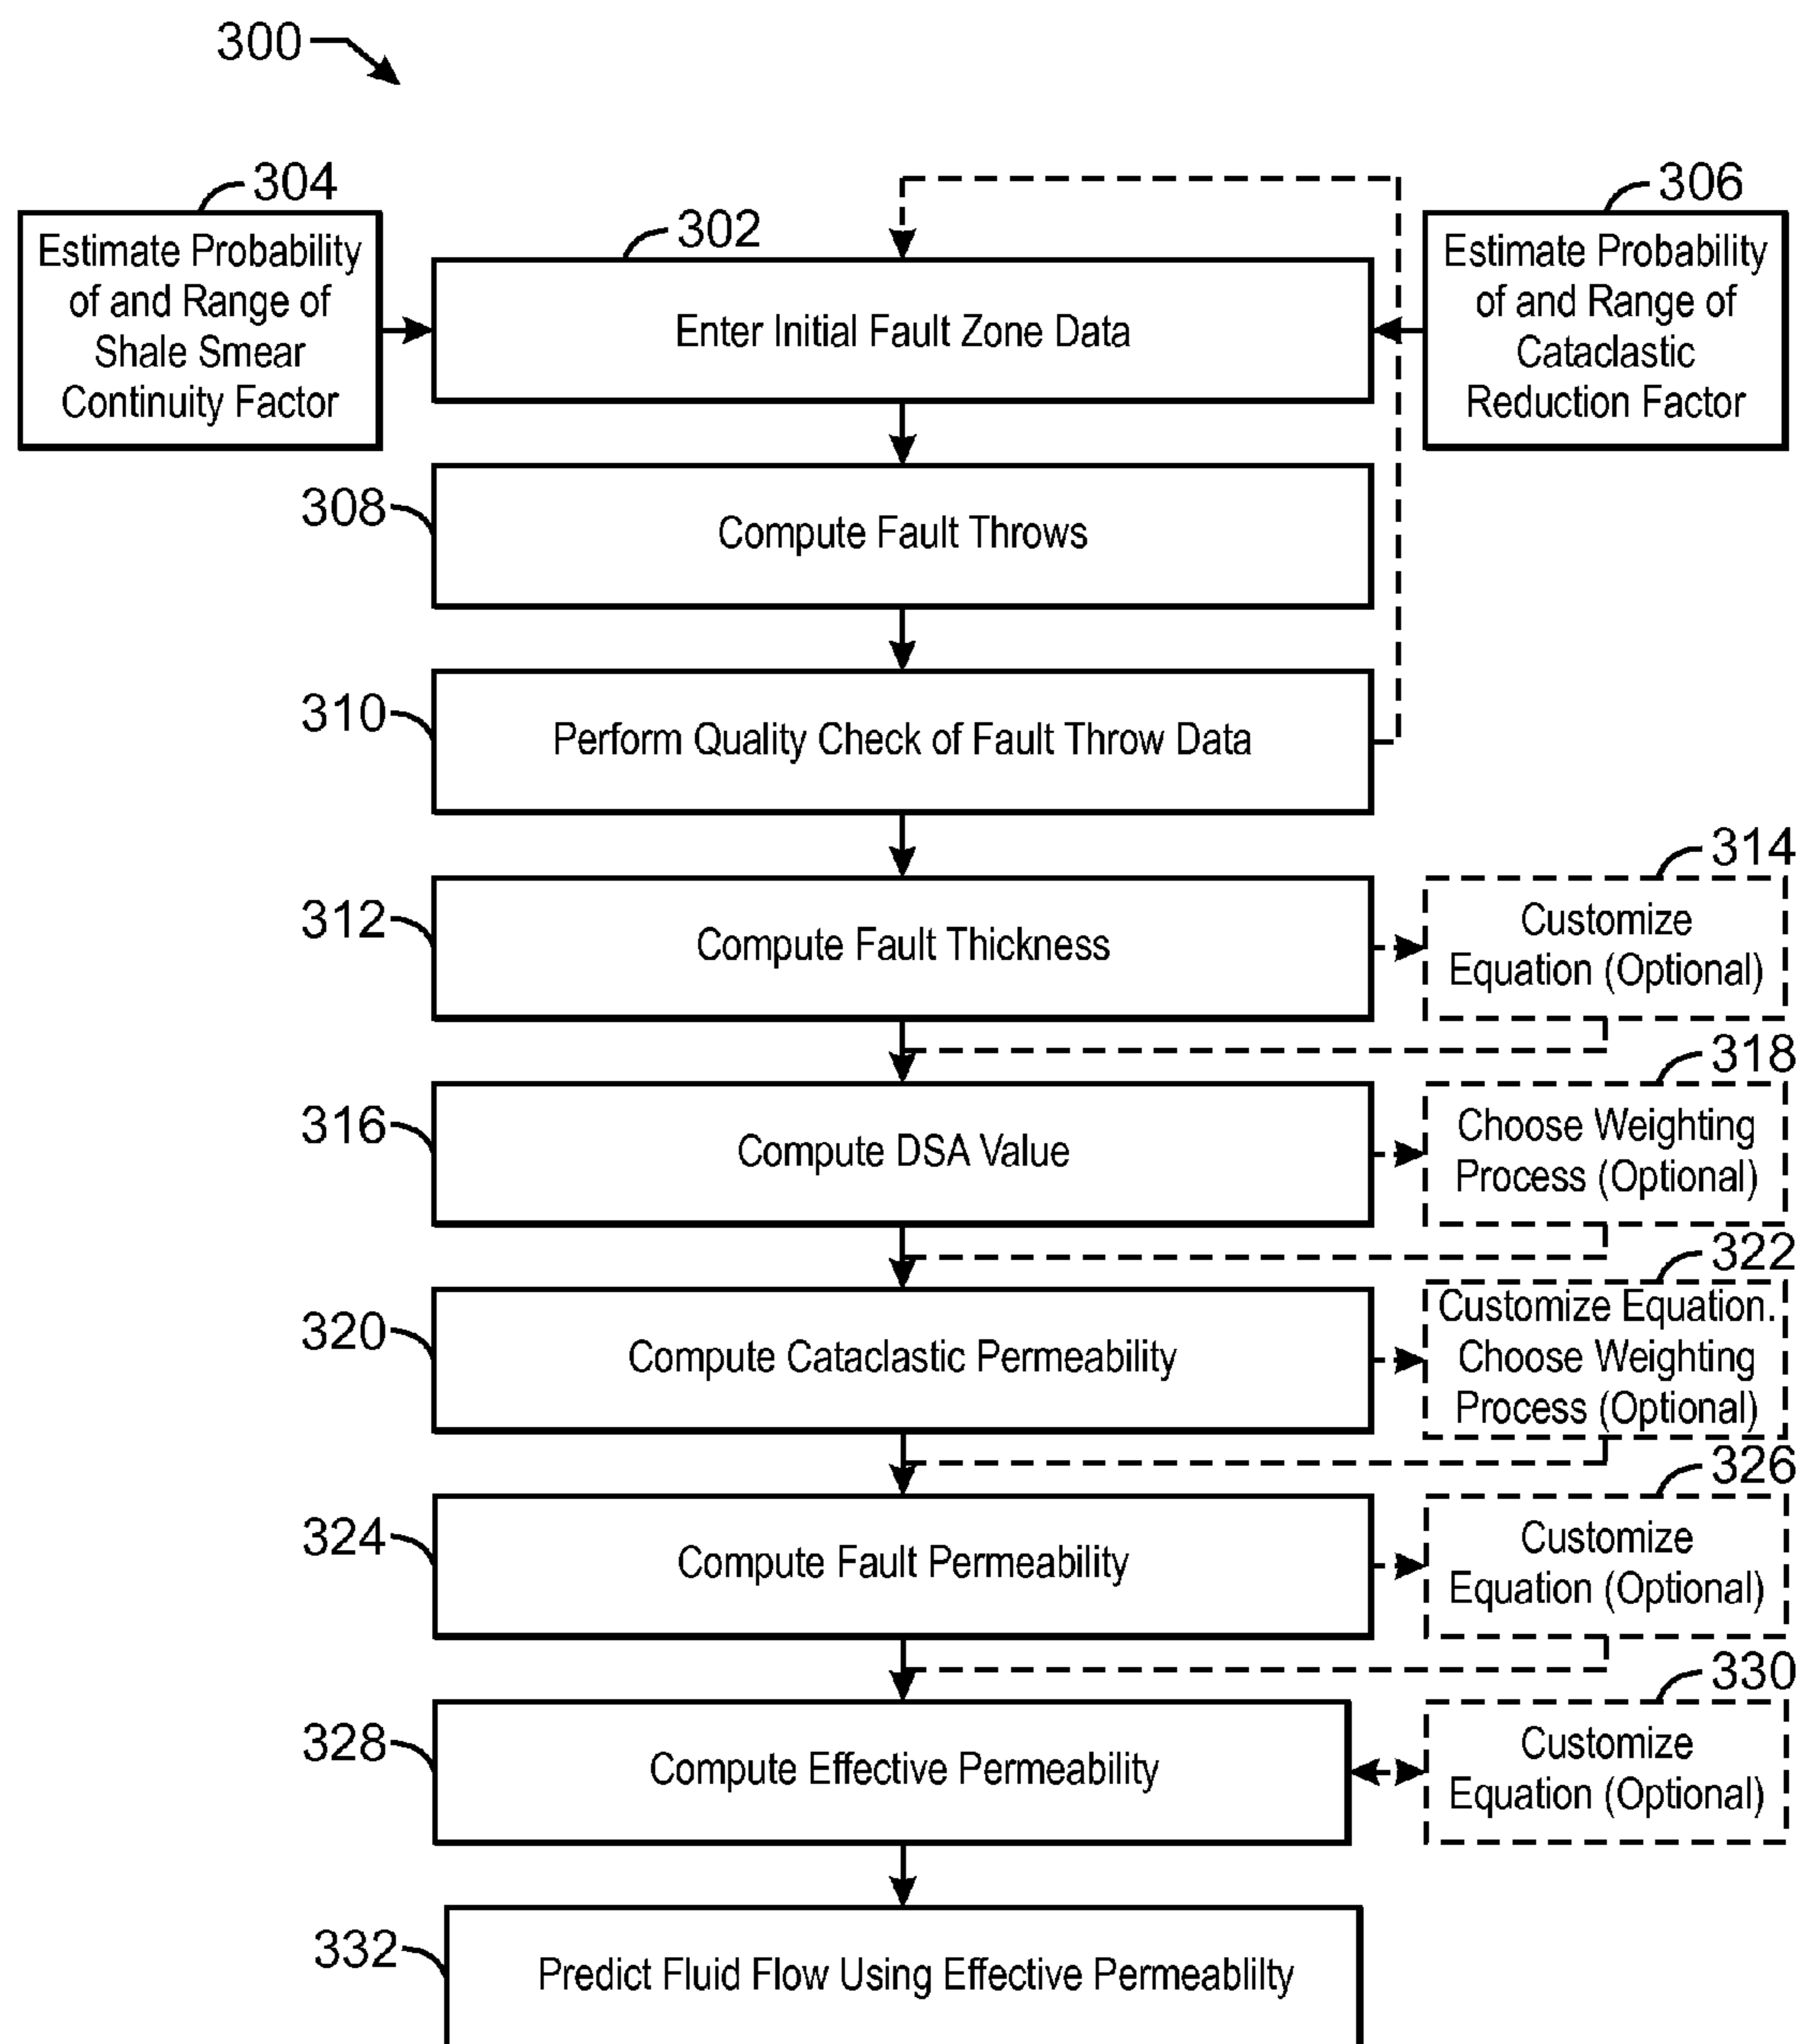 300
304
306
302
Estimate Probability
of and Range of
Shale Smear
Continuity Factor
Enter Initial Fault Zone Data
Estimate Probability
of and Range of
Cataclastic
Reduction Factor
308
Compute Fault Throws
310
Perform Quality Check of Fault Throw Data
312
Compute Fault Thickness
314
Customize
Equation (Optional)
316
Compute DSA Value
318
Choose Weighting
Process (Optional)
320
Compute Cataclastic Permeability
322
Customize Equation.
Choose Weighting
Process (Optional)
324
Compute Fault Permeability
326
Customize
Equation (Optional)
328
Compute Effective Permeability
330
Customize
Equation (Optional)
332
Predict Fluid Flow Using Effective Permeablilty